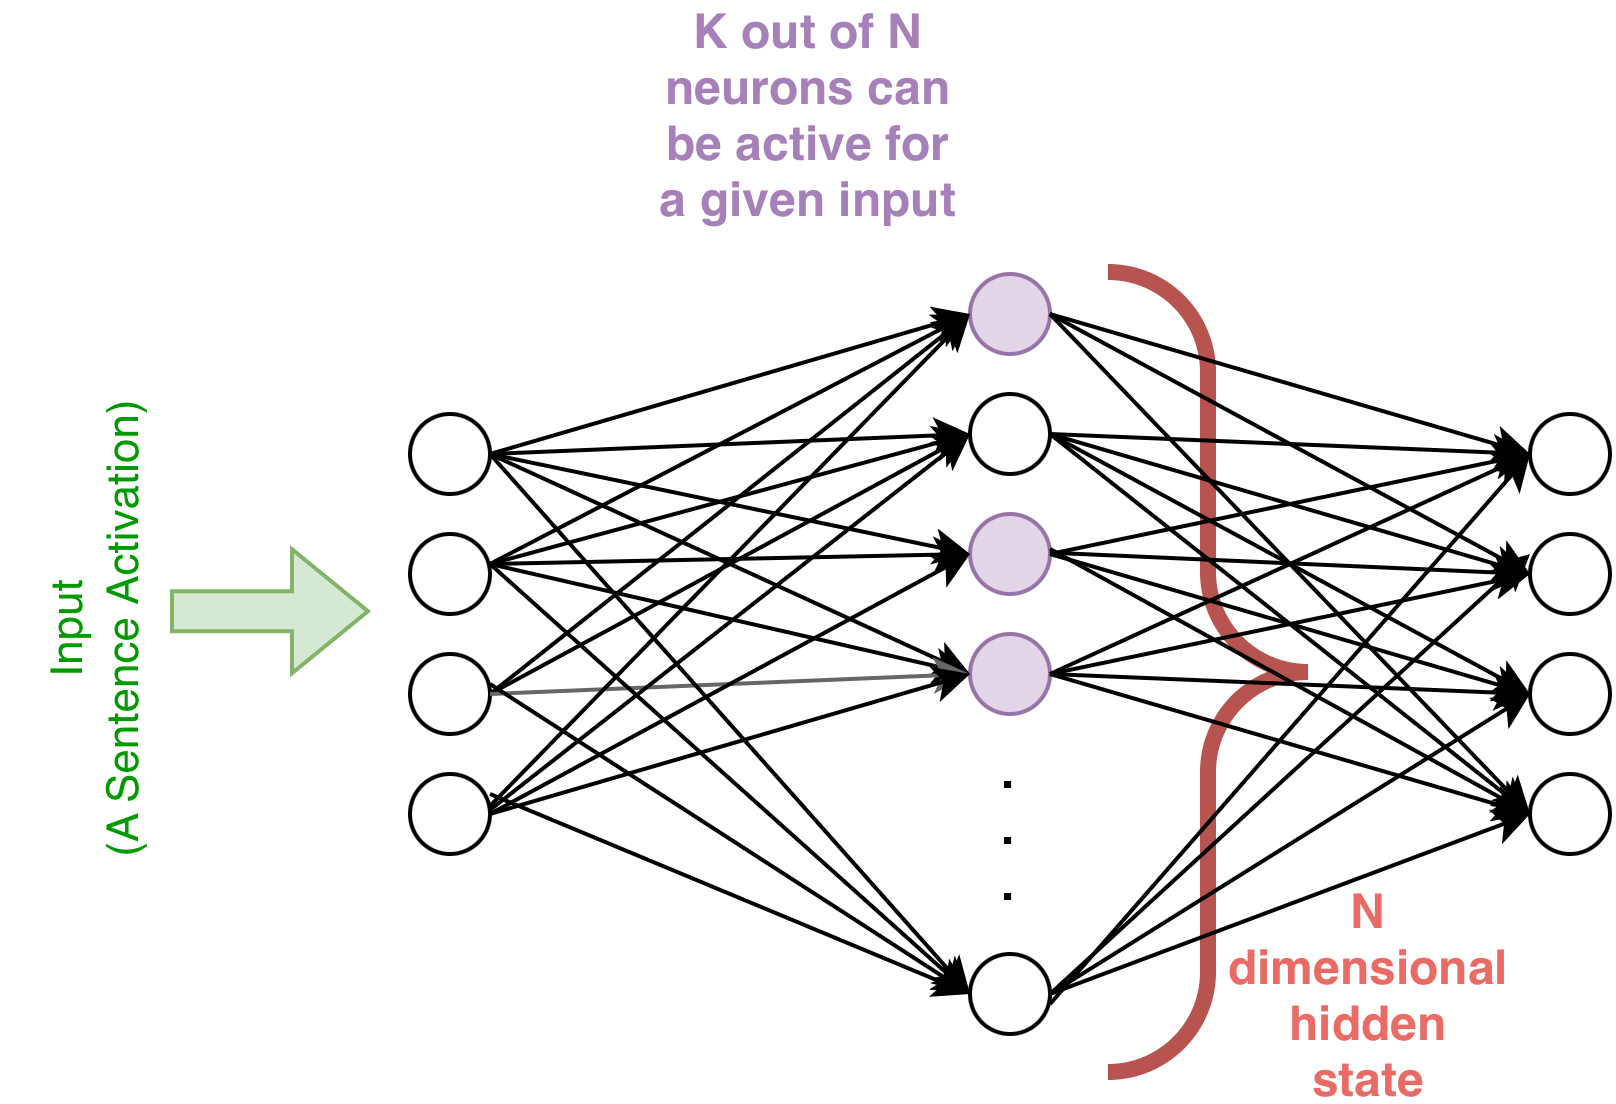 K out of N
neurons can
be active for
a given input
Input
(A Sentence Activation)
.
.
.
N
dimensional
hidden
state